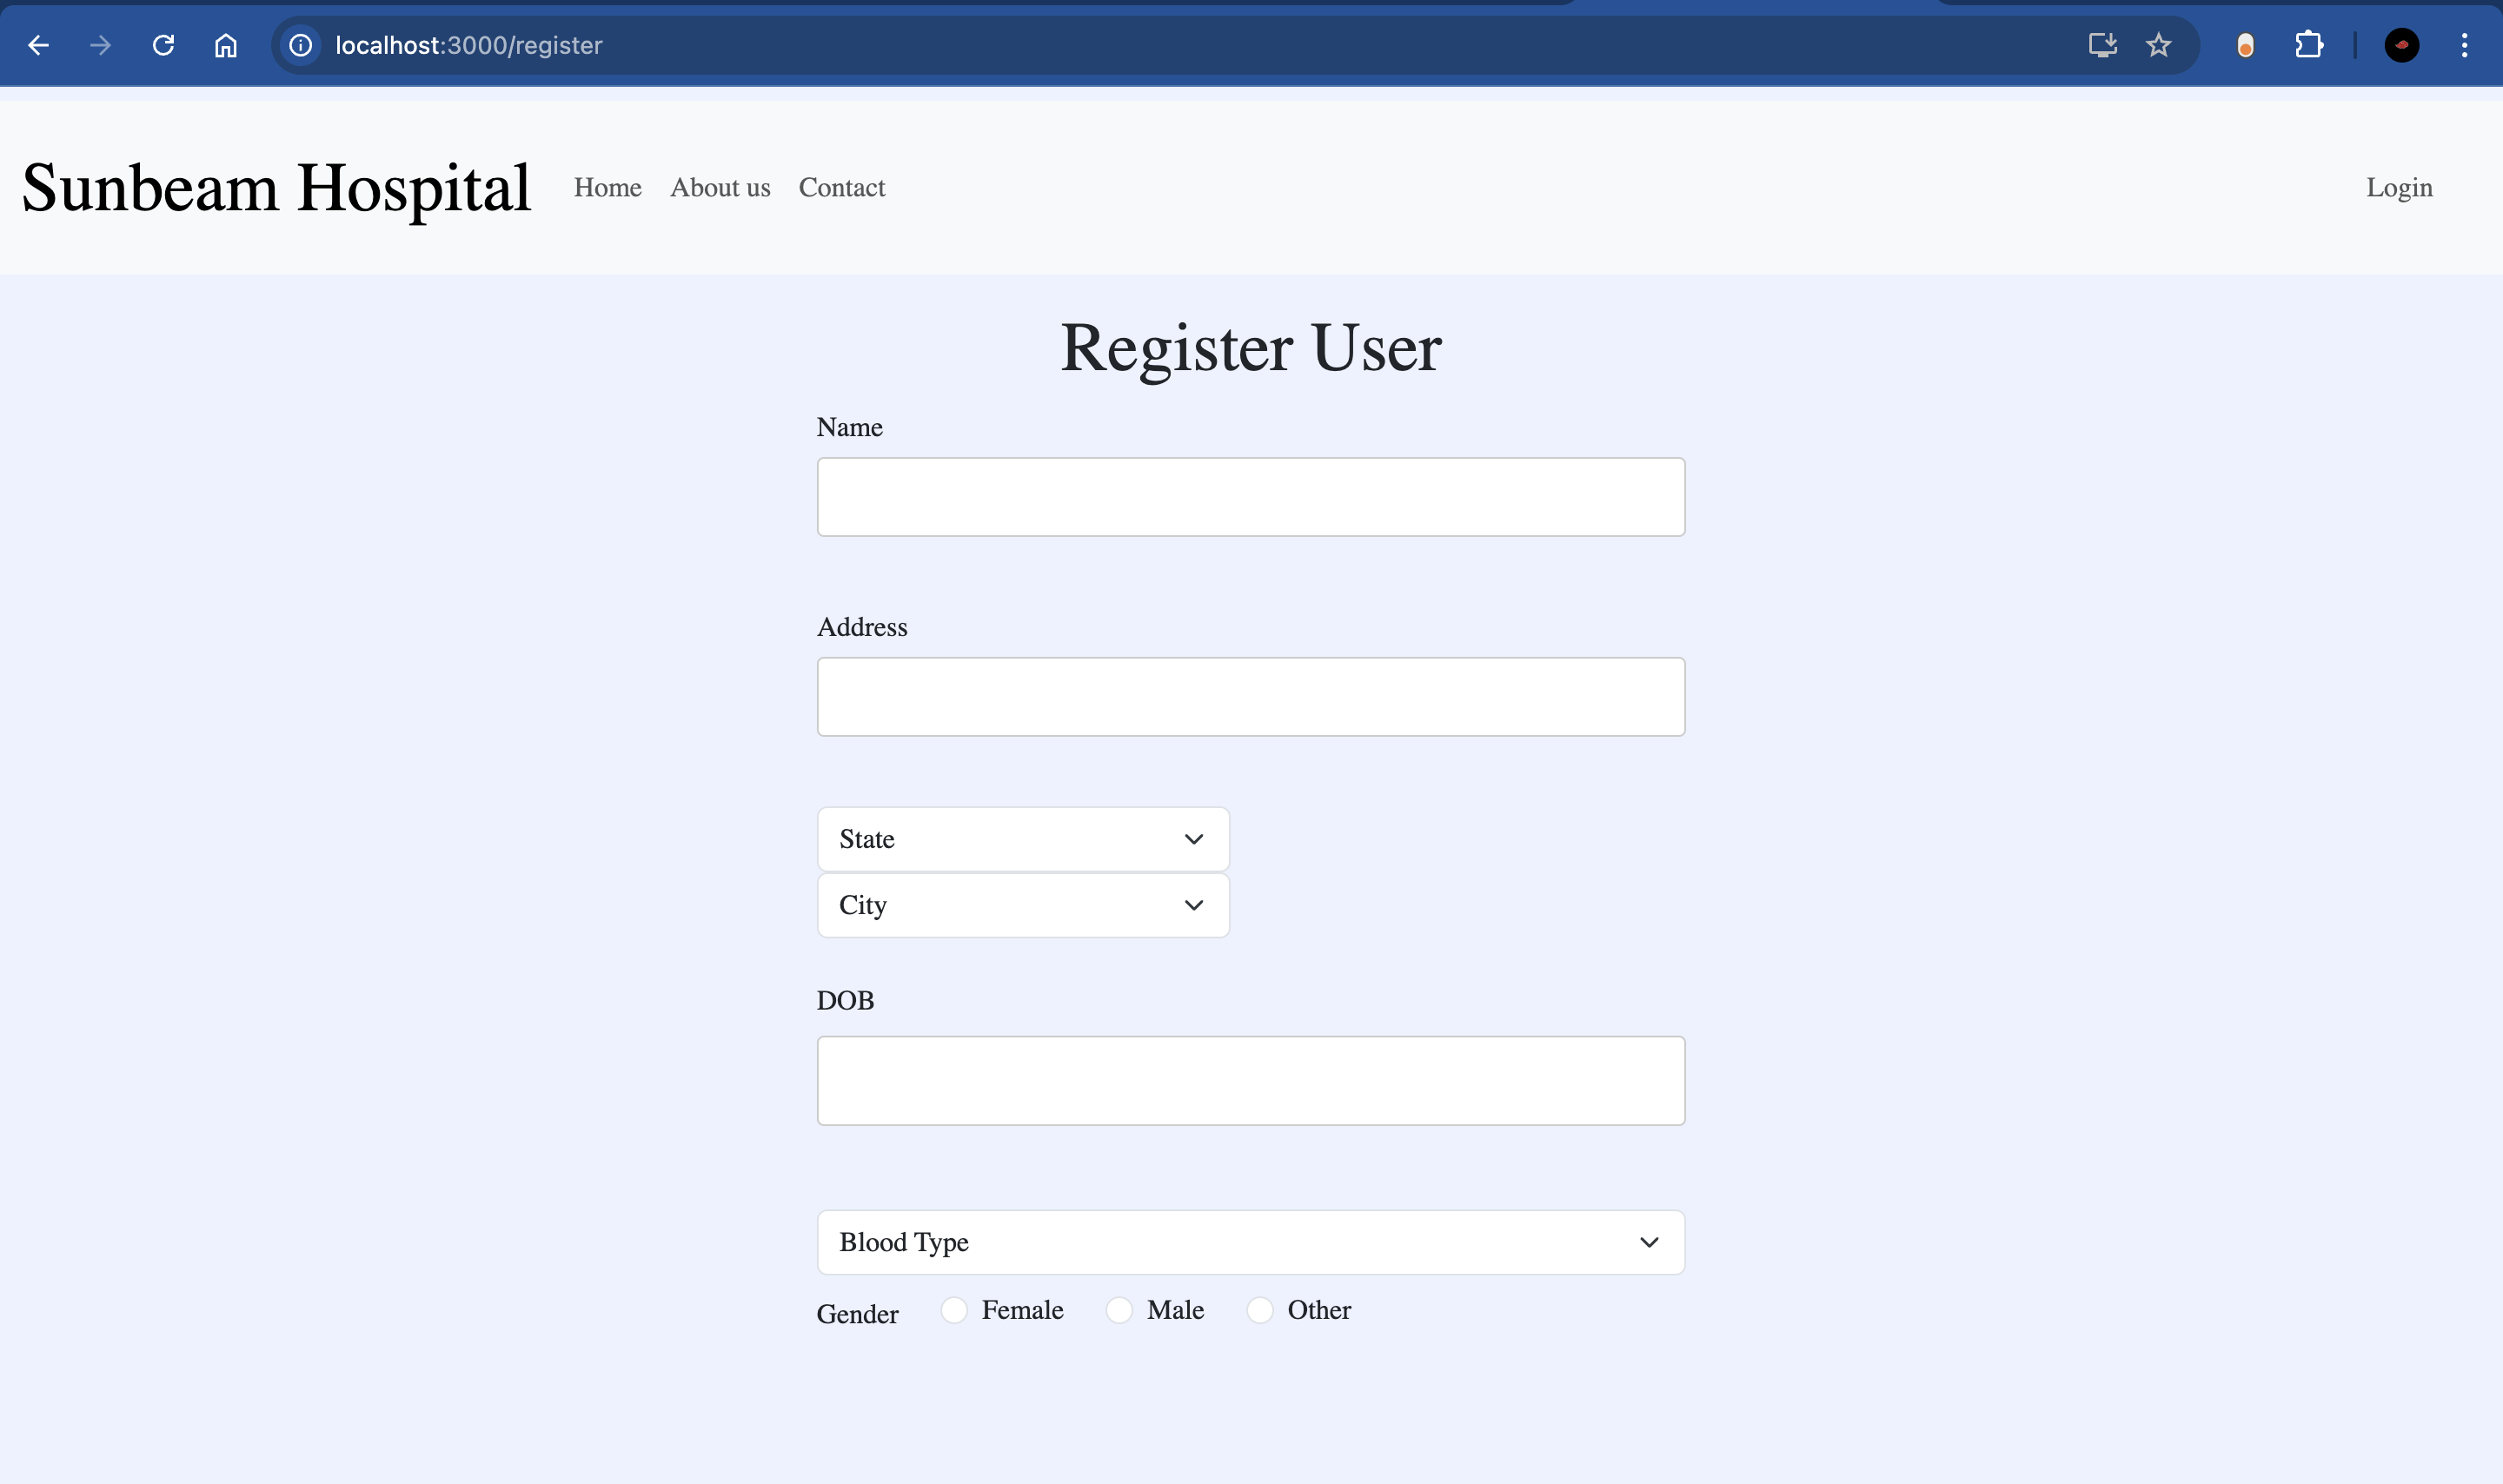 localhost:3000/register
Sunbeam Hospital Home About us Contact Login
Register User
Name
Address
State
City
DOB
Blood Type
Gender Female Male Other